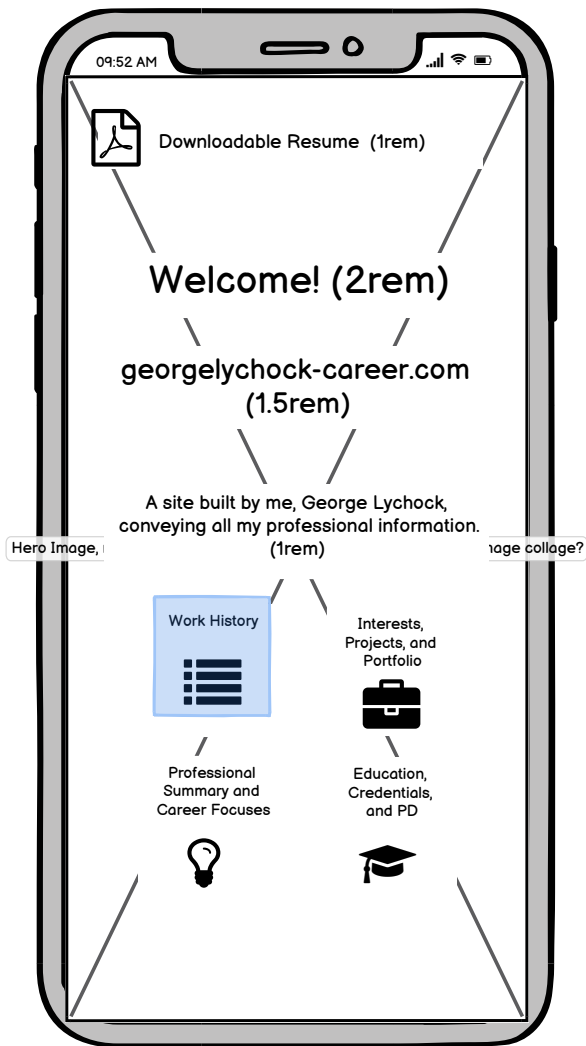 09:52 AM
Downloadable Resume (1rem)
Welcome! (2rem)
georgelychock-career.com
(1.5rem)
A site built by me, George Lychock,
conveying all my professional information.
(1rem)
Hero Image,
collage?
Work History
Interests,
Projects, and
Portfolio
Professional
Summary and
Career Focuses
Education,
Credentials,
and PD